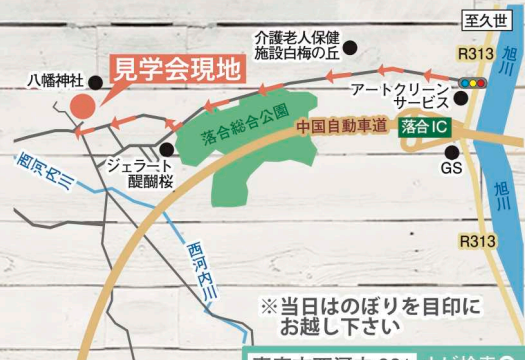 至久世
旭川
R313
介護老人保健
施設白梅の丘
八幡神社
見学会現地
アートクリーン
サービス
落合総合公園
中国自動車道
落合IC
ジェラート
醍醐桜
GS
西河内川
旭川
西河内川
R313
※当日はのぼりを目印に
お越し下さい